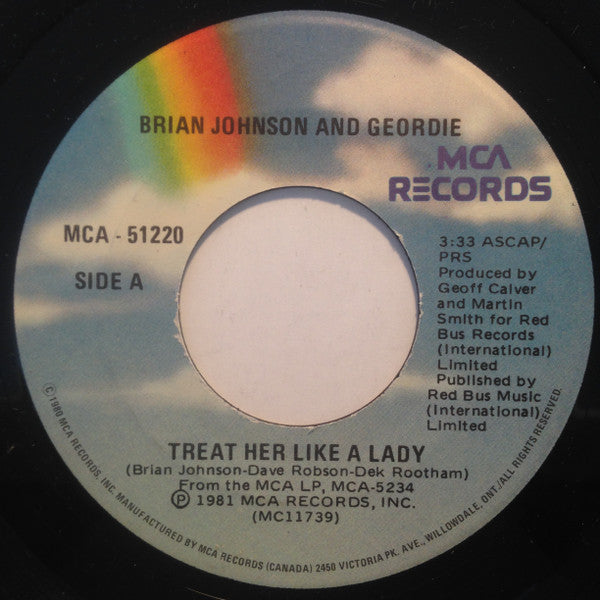 BRIAN JOHNSON AND GEORDIE
MCA
RECORDS
MCA - 51220
SIDE A
3:33 ASCAP/
PRS
Produced by
Geoff Calver
and Martin
Smith for Red
Bus Records
(International)
Limited
Published by
Red Bus Music
(International)
Limited
TREAT HER LIKE A LADY
(Brian Johnson-Dave Robson-Dek Rootham)
From the MCA LP, MCA-5234
Ⓟ 1981 MCA RECORDS, INC.
(MC11739)
© 1980 MCA RECORDS, INC. MANUFACTURED BY MCA RECORDS (CANADA) 2450 VICTORIA PK. AVE., WILLOWDALE, ONT./ALL RIGHTS RESERVED.